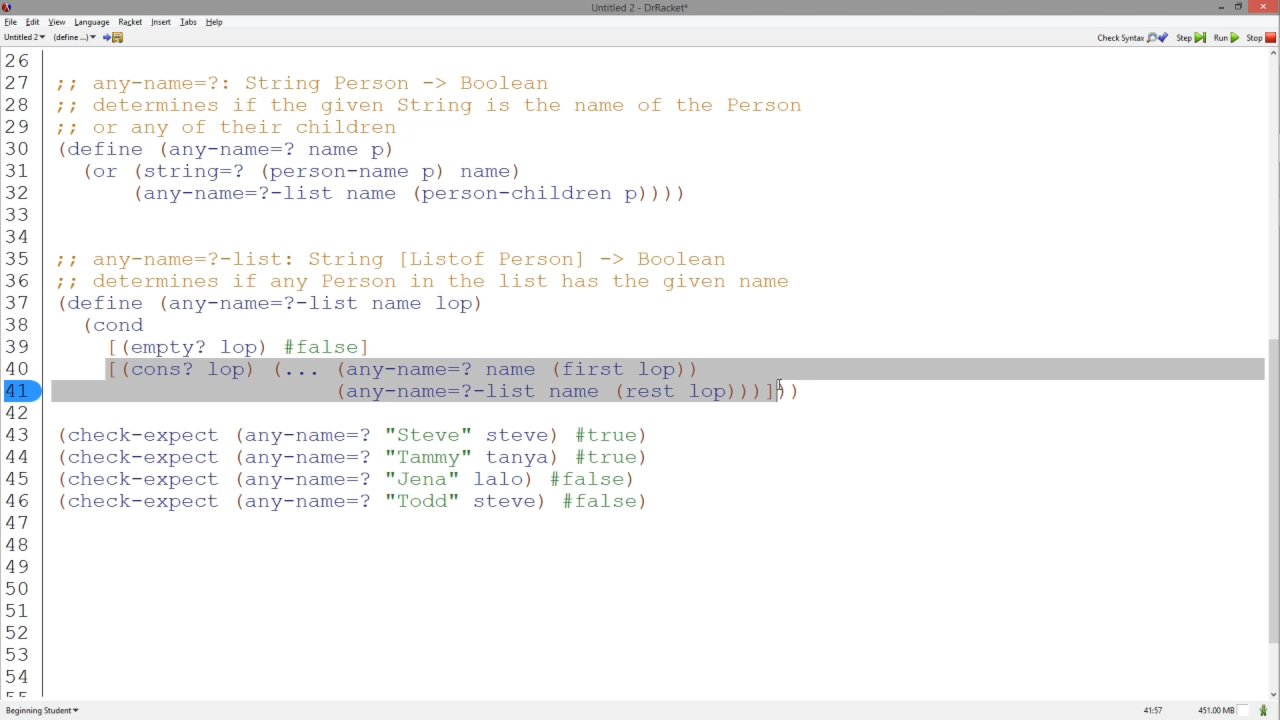 Untitled 2 - DrRacket*
File Edit View Language Racket Insert Tabs Help
Untitled 2 (define ...) Check Syntax Step Run Stop
26
27 ;; any-name=?: String Person -> Boolean
28 ;; determines if the given String is the name of the Person
29 ;; or any of their children
30 (define (any-name=? name p)
31 (or (string=? (person-name p) name)
32 (any-name=?-list name (person-children p))))
33
34
35 ;; any-name=?-list: String [Listof Person] -> Boolean
36 ;; determines if any Person in the list has the given name
37 (define (any-name=?-list name lop)
38 (cond
39 [(empty? lop) #false]
40 [(cons? lop) (... (any-name=? name (first lop))
41 (any-name=?-list name (rest lop)))]))
42
43 (check-expect (any-name=? "Steve" steve) #true)
44 (check-expect (any-name=? "Tammy" tanya) #true)
45 (check-expect (any-name=? "Jena" lalo) #false)
46 (check-expect (any-name=? "Todd" steve) #false)
47
48
49
50
51
52
53
54
55
Beginning Student 41:57 451.00 MB